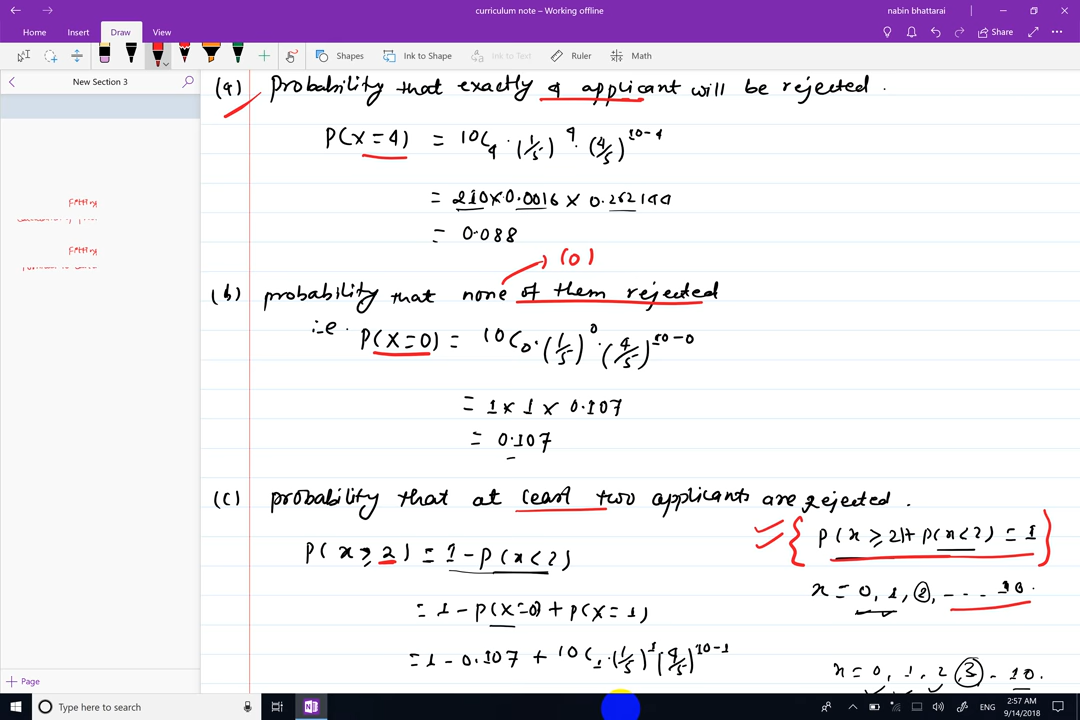 curriculum note – Working offline
nabin bhattarai
Home Insert Draw View
Share
Shapes Ink to Shape Ink to Text Ruler Math
New Section 3
(a) Probability that exactly 4 applicant will be rejected.
P(X=4) = 10C4 · (1/5)^4 · (4/5)^10-4
= 210 × 0.0016 × 0.262144
= 0.088
(0)
(b) probability that none of them rejected
i.e. P(X=0) = 10C0 · (1/5)^0 · (4/5)^10-0
= 1 × 1 × 0.107
= 0.107
(c) probability that at least two applicants are rejected.
{ P(x ≥ 2) + P(x < 2) = 1 }
P(x ≥ 2) = 1 - P(x < 2)
x = 0, 1, 2, ---- 10.
= 1 - P(X=0) + P(X=1)
= 1 - 0.107 + 10C1 · (1/5)^1 (4/5)^10-1
x = 0, 1, 2, 3 - 10.
Fitting
Fitting
Page
Type here to search
ENG
2:57 AM
9/14/2018